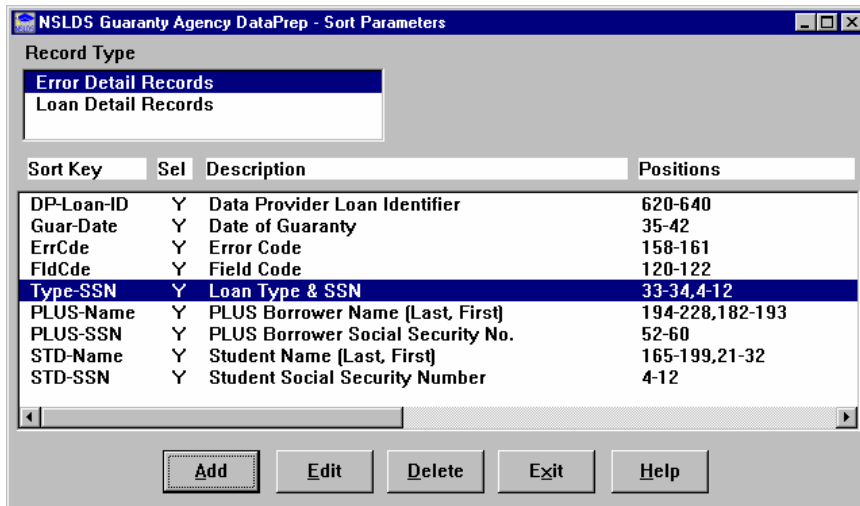 NSLDS Guaranty Agency DataPrep - Sort Parameters
Record Type
Error Detail Records
Loan Detail Records
Sort Key Sel Description Positions
DP-Loan-ID Y Data Provider Loan Identifier 620-640
Guar-Date Y Date of Guaranty 35-42
ErrCde Y Error Code 158-161
FldCde Y Field Code 120-122
Type-SSN Y Loan Type & SSN 33-34,4-12
PLUS-Name Y PLUS Borrower Name (Last, First) 194-228,182-193
PLUS-SSN Y PLUS Borrower Social Security No. 52-60
STD-Name Y Student Name (Last, First) 165-199,21-32
STD-SSN Y Student Social Security Number 4-12
Add Edit Delete Exit Help